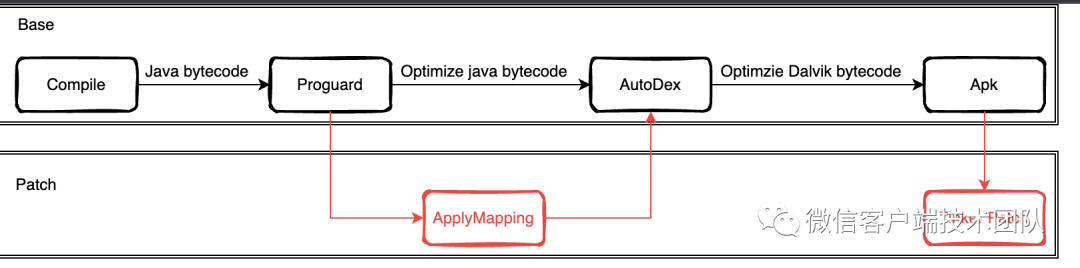 Base
Compile
Java bytecode
Proguard
Optimize java bytecode
AutoDex
Optimzie Dalvik bytecode
Apk
Patch
ApplyMapping
微信客户端技术团队